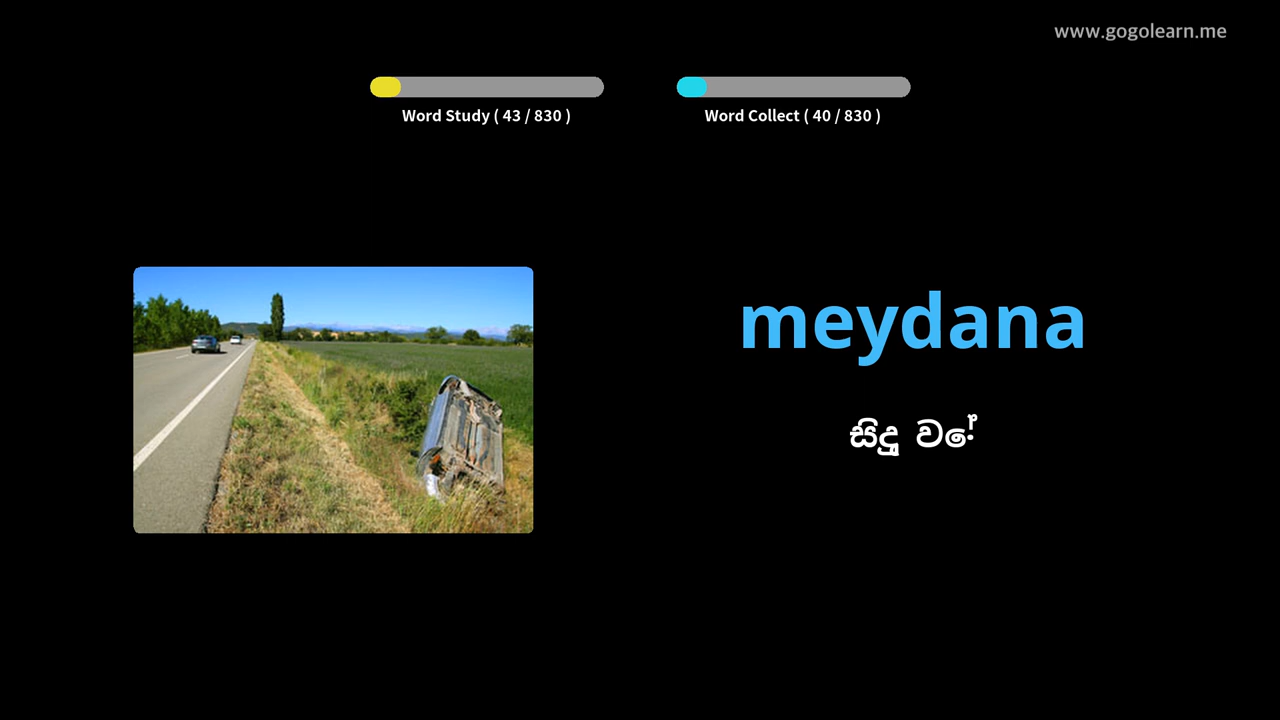 www.gogolearn.me
Word Study ( 43 / 830 )
Word Collect ( 40 / 830 )
meydana
සිදු වේ.